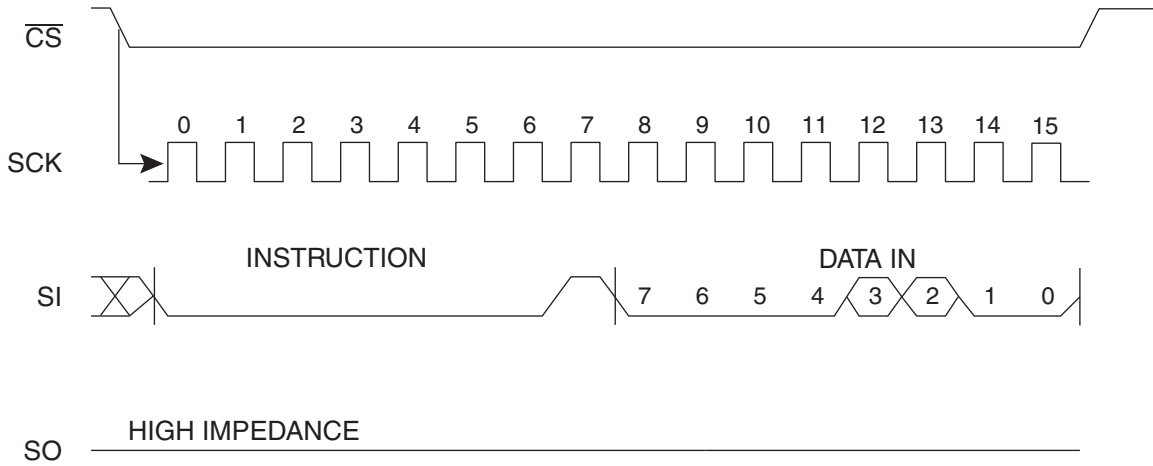 CS
0 1 2 3 4 5 6 7 8 9 10 11 12 13 14 15
SCK
INSTRUCTION DATA IN
SI 7 6 5 4 3 2 1 0
HIGH IMPEDANCE
SO